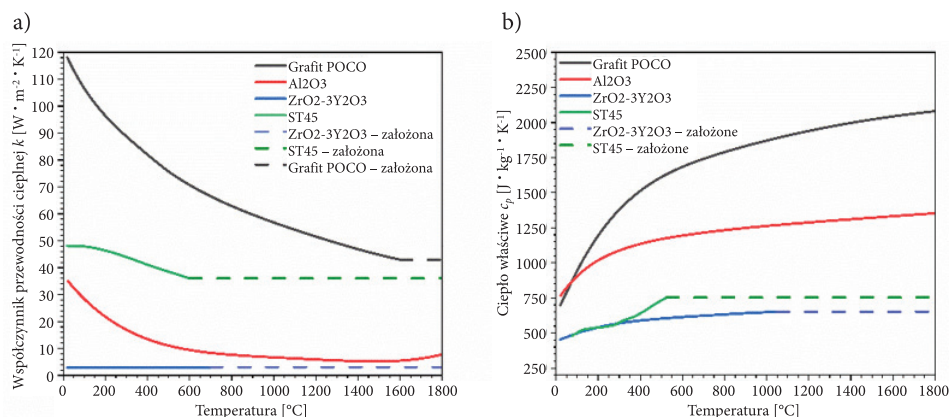 a)
Współczynnik przewodności cieplnej k [W • m⁻² • K⁻¹]
120
110
100
90
80
70
60
50
40
30
20
10
0
Grafit POCO
Al2O3
ZrO2-3Y2O3
ST45
ZrO2-3Y2O3 – założona
ST45 – założona
Grafit POCO – założona
0 200 400 600 800 1000 1200 1400 1600 1800
Temperatura [°C]
b)
Ciepło właściwe cₚ [J • kg⁻¹ • K⁻¹]
2500
2250
2000
1750
1500
1250
1000
750
500
250
Grafit POCO
Al2O3
ZrO2-3Y2O3
ST45
ZrO2-3Y2O3 – założone
ST45 – założone
0 200 400 600 800 1000 1200 1400 1600 1800
Temperatura [°C]